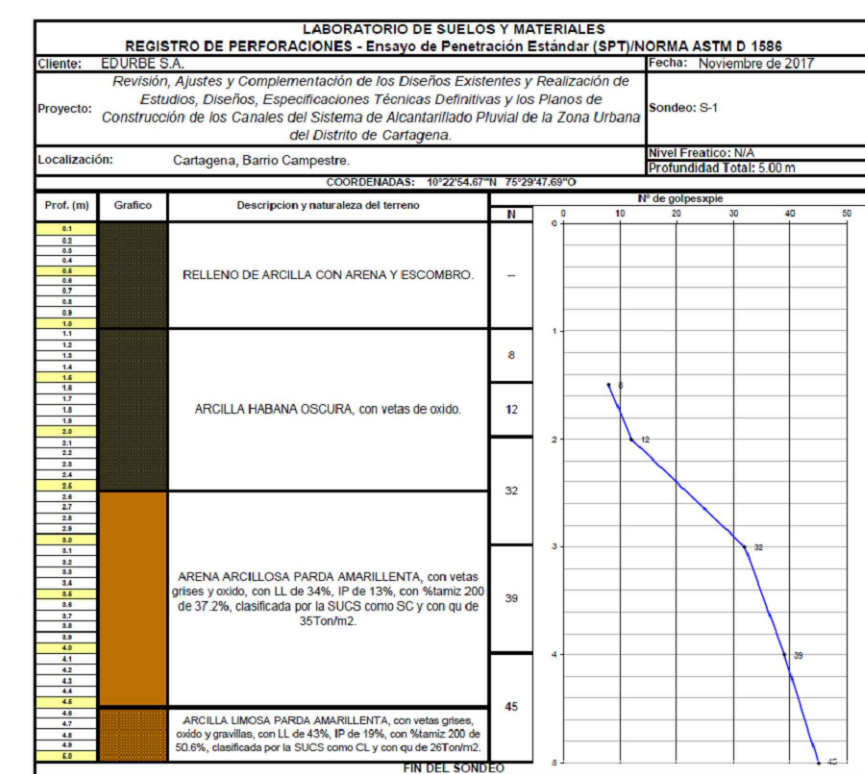 LABORATORIO DE SUELOS Y MATERIALES
REGISTRO DE PERFORACIONES - Ensayo de Penetración Estándar (SPT)/NORMA ASTM D 1586
Cliente: EDURBE S.A.
Fecha: Noviembre de 2017
Proyecto:
Revisión, Ajustes y Complementación de los Diseños Existentes y Realización de
Estudios, Diseños, Especificaciones Técnicas Definitivas y los Planos de
Construcción de los Canales del Sistema de Alcantarillado Pluvial de la Zona Urbana
del Distrito de Cartagena.
Sondeo: S-1
Localización: Cartagena, Barrio Campestre.
Nivel Freatico: N/A
Profundidad Total: 5.00 m
COORDENADAS: 10°22'54.67"N 75°29'47.69"O
Prof. (m) Grafico Descripcion y naturaleza del terreno N
Nº de golpesxpie
0 10 20 30 40 50
0.1
0.2
0.3
0.4
0.5
0.6
0.7
0.8
0.9
1.0
1.1
1.2
1.3
1.4
1.5
1.6
1.7
1.8
1.9
2.0
2.1
2.2
2.3
2.4
2.5
2.6
2.7
2.8
2.9
3.0
3.1
3.2
3.3
3.4
3.5
3.6
3.7
3.8
3.9
4.0
4.1
4.2
4.3
4.4
4.5
4.6
4.7
4.8
4.9
5.0
RELLENO DE ARCILLA CON ARENA Y ESCOMBRO.
--
ARCILLA HABANA OSCURA, con vetas de oxido.
8
12
32
ARENA ARCILLOSA PARDA AMARILLENTA, con vetas
grises y oxido, con LL de 34%, IP de 13%, con %tamiz 200
de 37.2%, clasificada por la SUCS como SC y con qu de
35Ton/m2.
39
45
ARCILLA LIMOSA PARDA AMARILLENTA, con vetas grises,
oxido y gravillas, con LL de 43%, IP de 19%, con %tamiz 200 de
50.6%, clasificada por la SUCS como CL y con qu de 26Ton/m2.
0
1
2
3
4
5
8
12
32
39
45
FIN DEL SONDEO